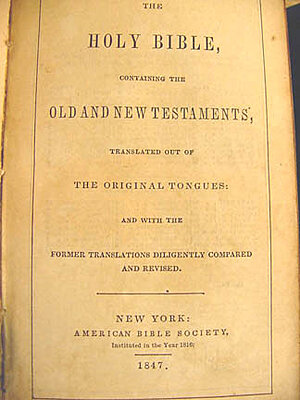 THE
HOLY BIBLE,
CONTAINING THE
OLD AND NEW TESTAMENTS,
TRANSLATED OUT OF
THE ORIGINAL TONGUES:
AND WITH THE
FORMER TRANSLATIONS DILIGENTLY COMPARED
AND REVISED.
NEW YORK:
AMERICAN BIBLE SOCIETY,
Instituted in the Year 1816;
1847.